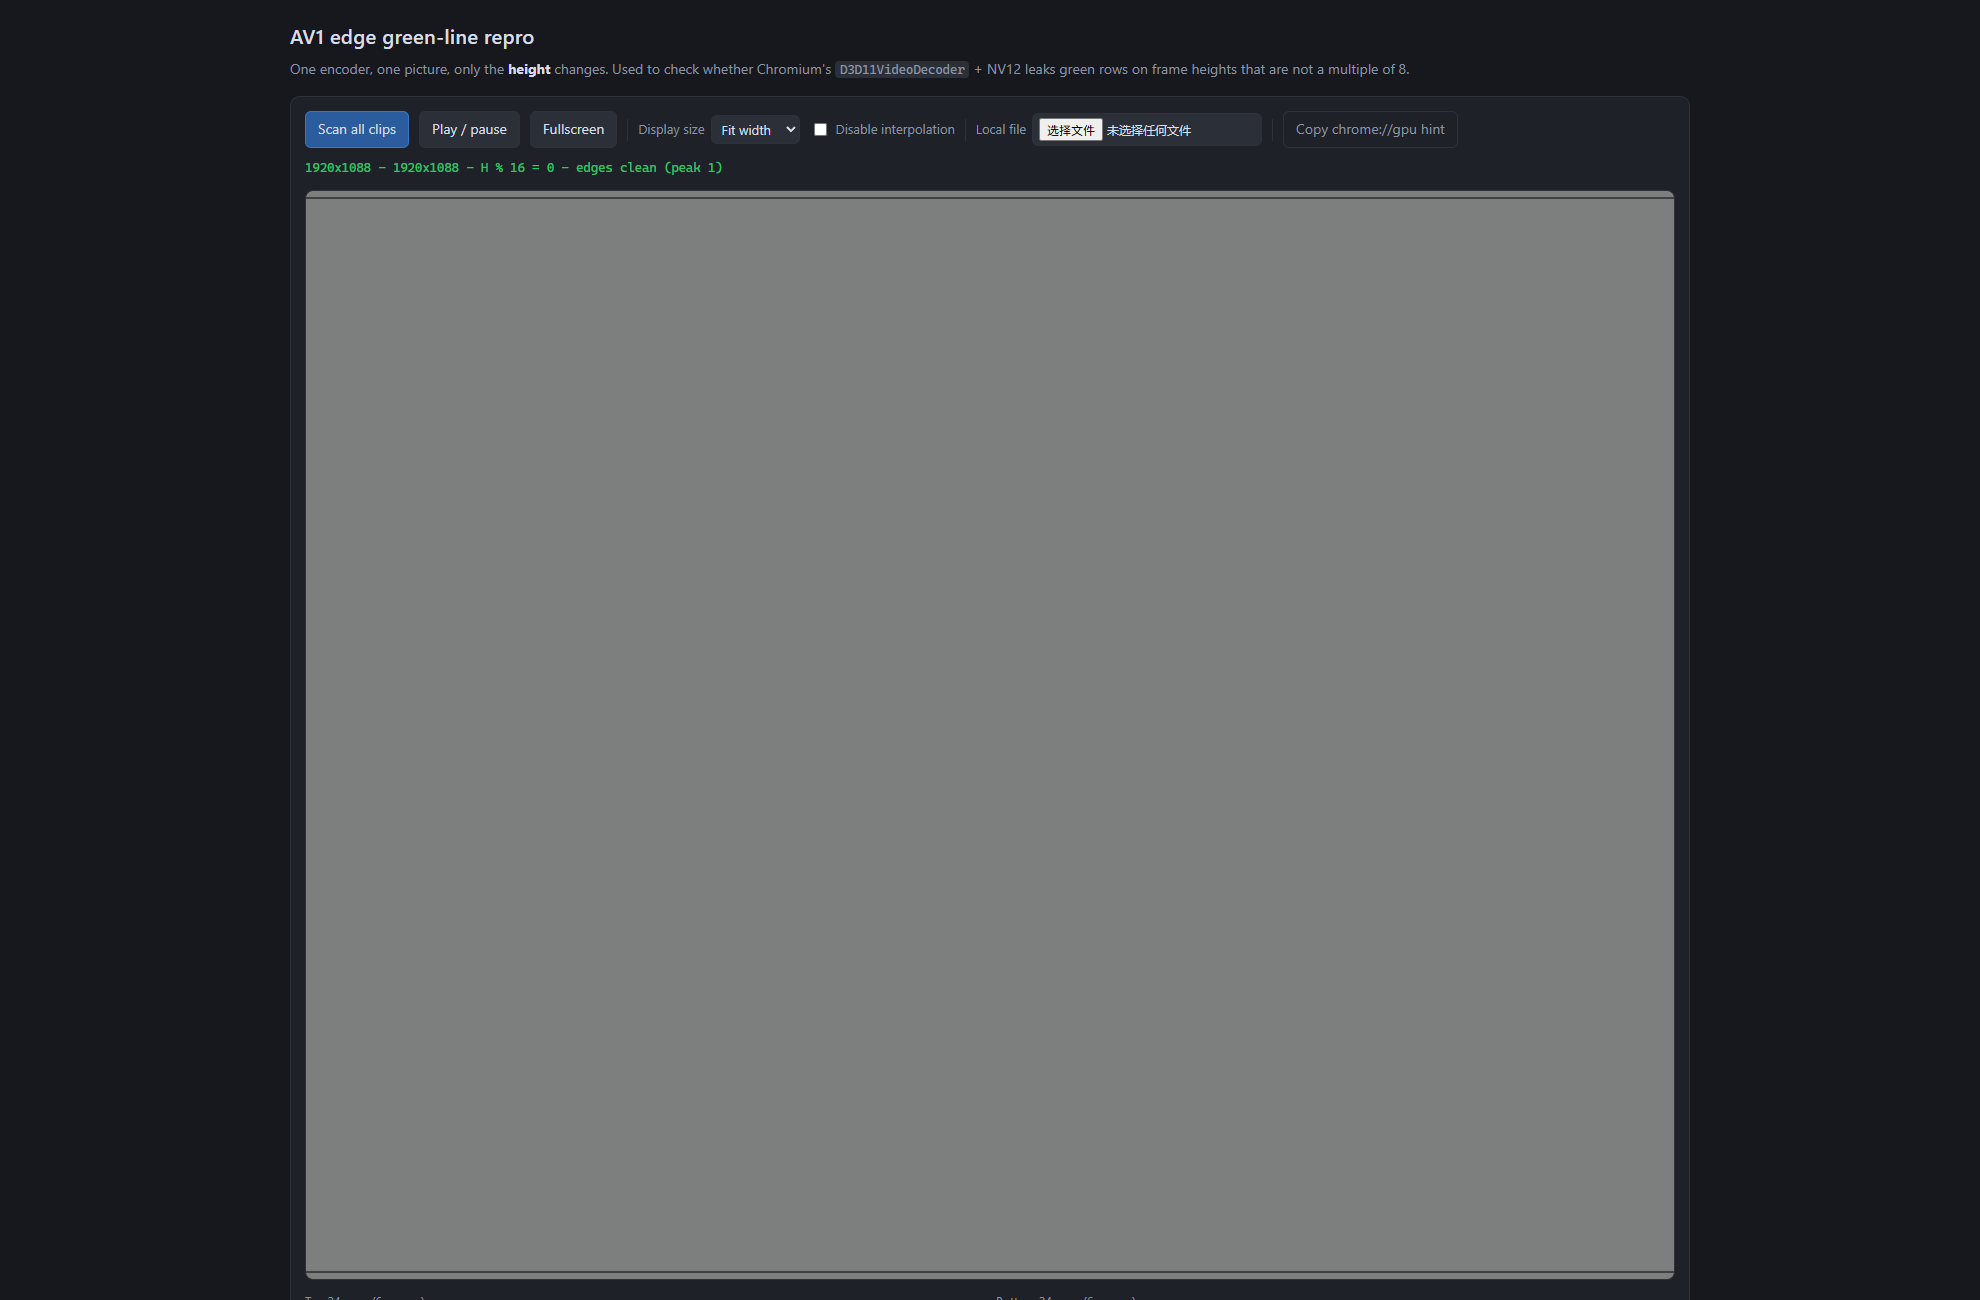 AV1 edge green-line repro
One encoder, one picture, only the height changes. Used to check whether Chromium's D3D11VideoDecoder + NV12 leaks green rows on frame heights that are not a multiple of 8.
Scan all clips Play / pause Fullscreen Display size Fit width Disable interpolation Local file 选择文件 未选择任何文件 Copy chrome://gpu hint
1920x1088 — 1920x1088 — H % 16 = 0 — edges clean (peak 1)